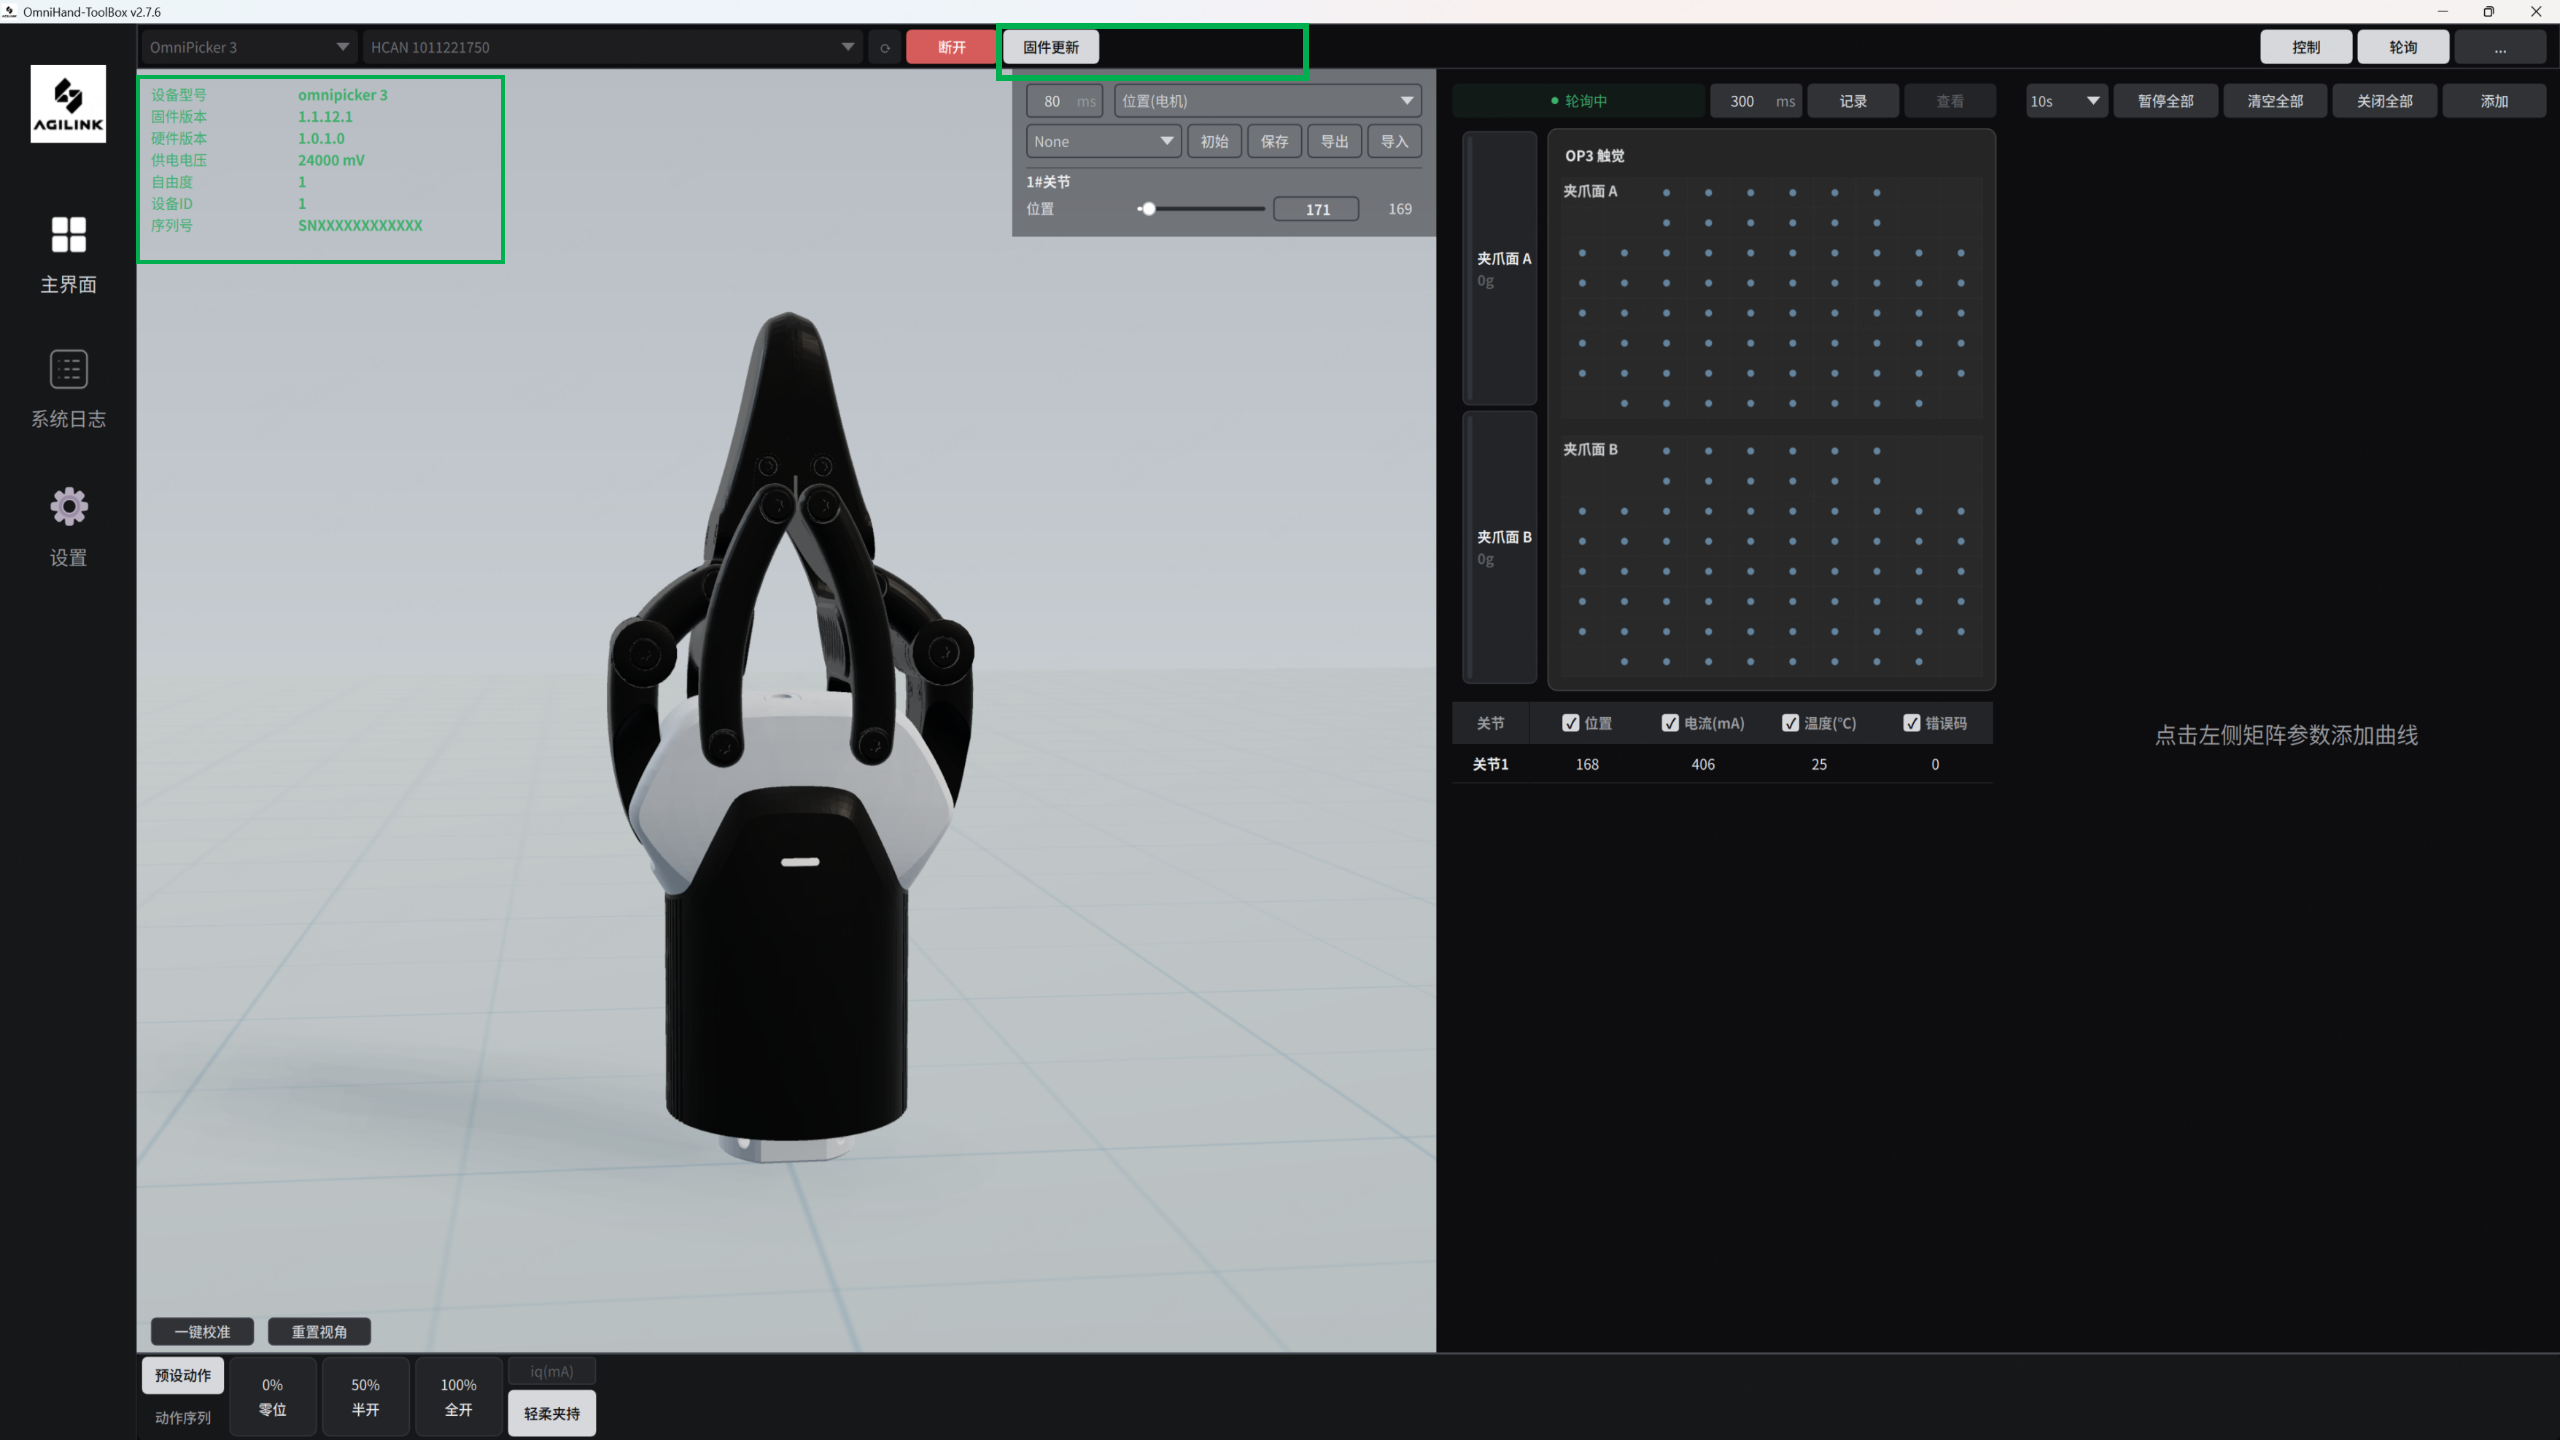 OmniHand-ToolBox v2.7.6
OmniPicker 3
HCAN 1011221750
断开
固件更新
控制
轮询
...
AGILINK
主界面
系统日志
设置
设备型号 omnipicker 3
固件版本 1.1.12.1
硬件版本 1.0.1.0
供电电压 24000 mV
自由度 1
设备ID 1
序列号 SNXXXXXXXXXXXX
80 ms
位置(电机)
None
初始
保存
导出
导入
1#关节
位置 171 169
轮询中
300 ms
记录
查看
10s
暂停全部
清空全部
关闭全部
添加
夹爪面 A
0g
夹爪面 B
0g
OP3 触觉
夹爪面 A
夹爪面 B
关节 位置 电流(mA) 温度(℃) 错误码
关节1 168 406 25 0
点击左侧矩阵参数添加曲线
一键校准
重置视角
预设动作
动作序列
0%
零位
50%
半开
100%
全开
iq(mA)
轻柔夹持